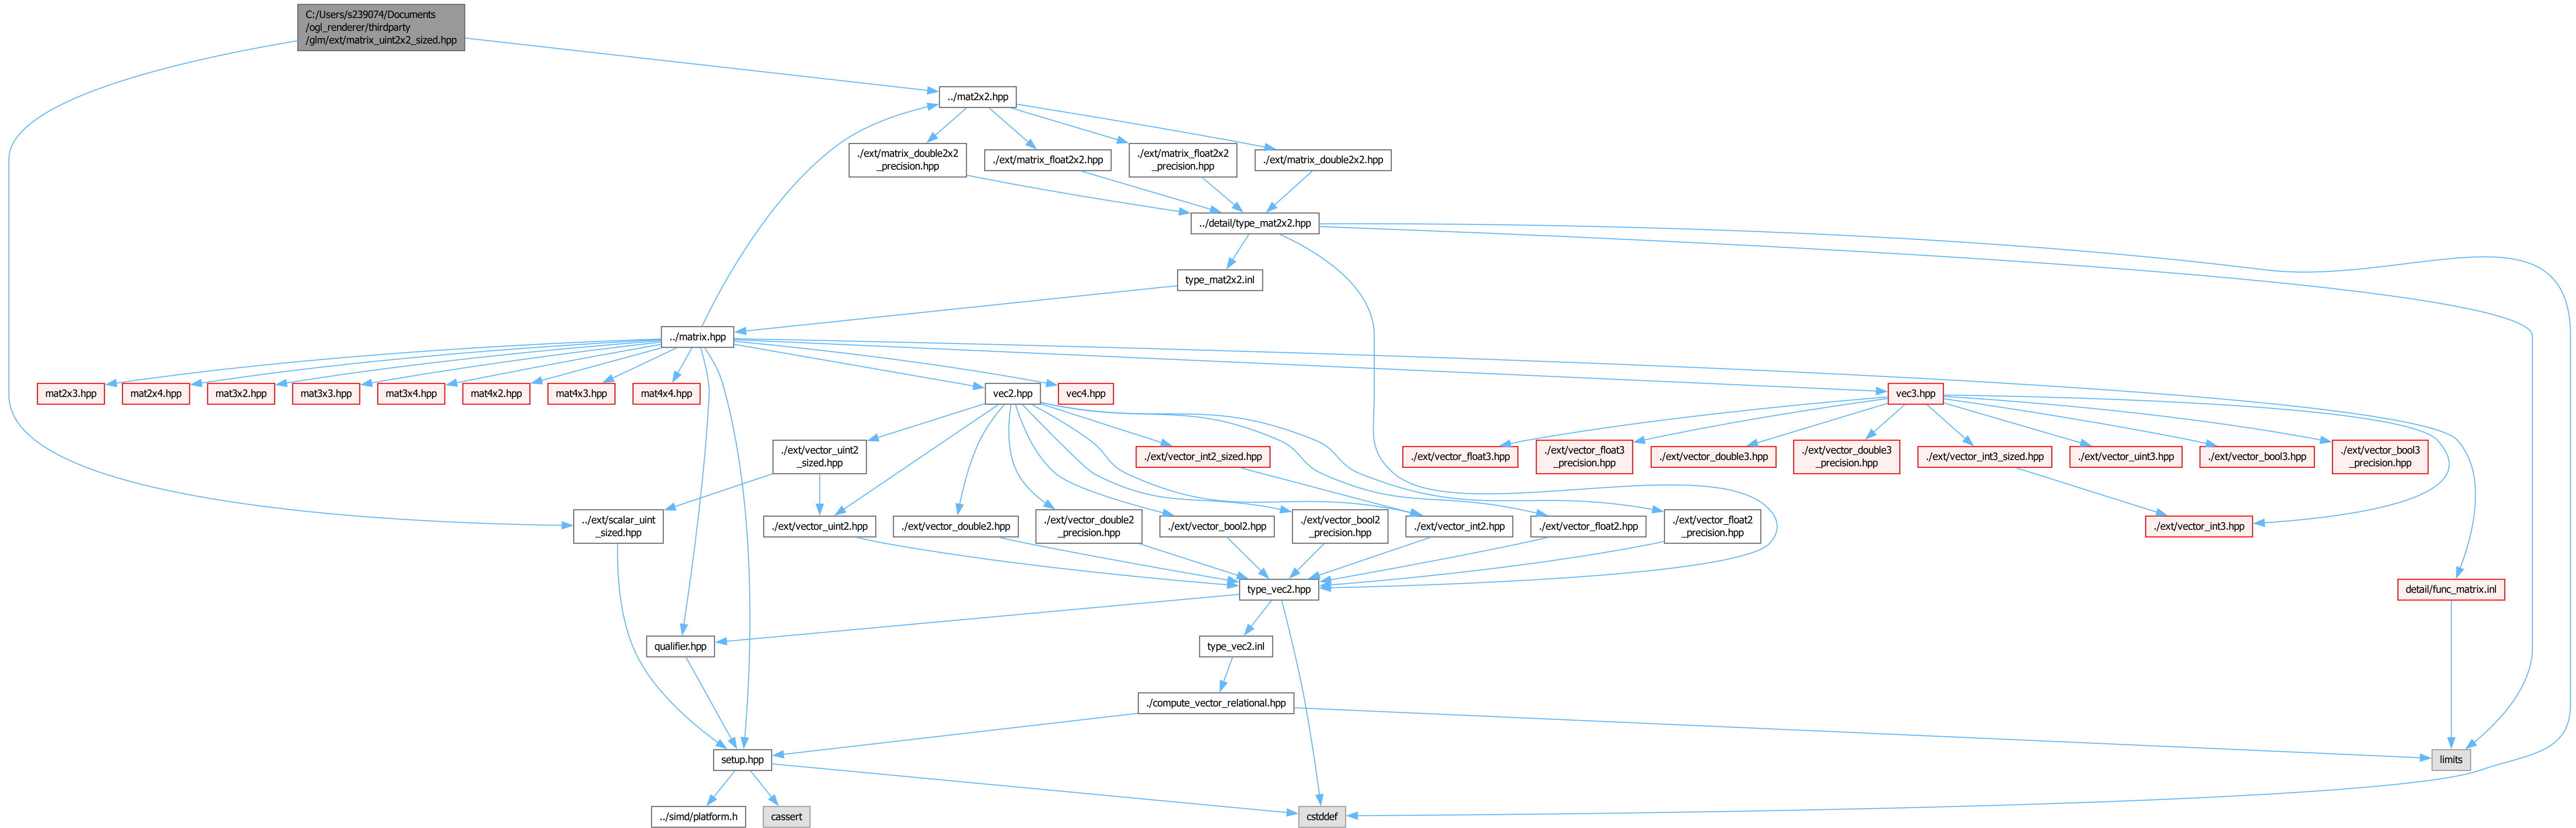 C:/Users/s239074/Documents
/ogl_renderer/thirdparty
/glm/ext/matrix_uint2x2_sized.hpp
../mat2x2.hpp
./ext/matrix_double2x2
_precision.hpp
./ext/matrix_float2x2.hpp
./ext/matrix_float2x2
_precision.hpp
./ext/matrix_double2x2.hpp
../detail/type_mat2x2.hpp
type_mat2x2.inl
../matrix.hpp
mat2x3.hpp
mat2x4.hpp
mat3x2.hpp
mat3x3.hpp
mat3x4.hpp
mat4x2.hpp
mat4x3.hpp
mat4x4.hpp
vec2.hpp
vec4.hpp
vec3.hpp
./ext/vector_uint2
_sized.hpp
./ext/vector_int2_sized.hpp
./ext/vector_float3.hpp
./ext/vector_float3
_precision.hpp
./ext/vector_double3.hpp
./ext/vector_double3
_precision.hpp
./ext/vector_int3_sized.hpp
./ext/vector_uint3.hpp
./ext/vector_bool3.hpp
./ext/vector_bool3
_precision.hpp
../ext/scalar_uint
_sized.hpp
./ext/vector_uint2.hpp
./ext/vector_double2.hpp
./ext/vector_double2
_precision.hpp
./ext/vector_bool2.hpp
./ext/vector_bool2
_precision.hpp
./ext/vector_int2.hpp
./ext/vector_float2.hpp
./ext/vector_float2
_precision.hpp
./ext/vector_int3.hpp
type_vec2.hpp
detail/func_matrix.inl
qualifier.hpp
type_vec2.inl
./compute_vector_relational.hpp
setup.hpp
limits
../simd/platform.h
cassert
cstddef